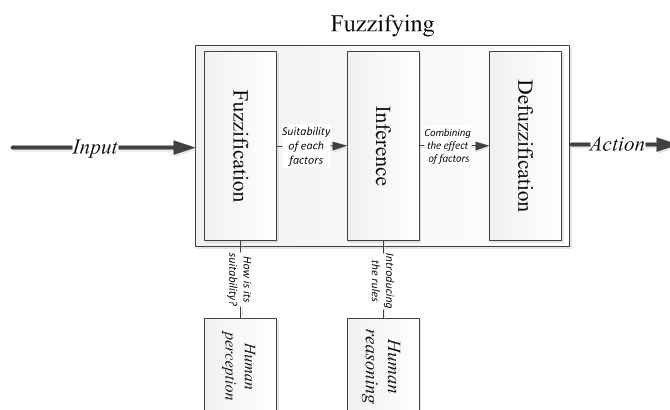 Fuzzifying
Input
Fuzzification
Suitability
of each
factors
Inference
Combining
the effect
of factors
Defuzzification
Action
How is its
suitability?
Introducing
the rules
Human
perception
Human
reasoning